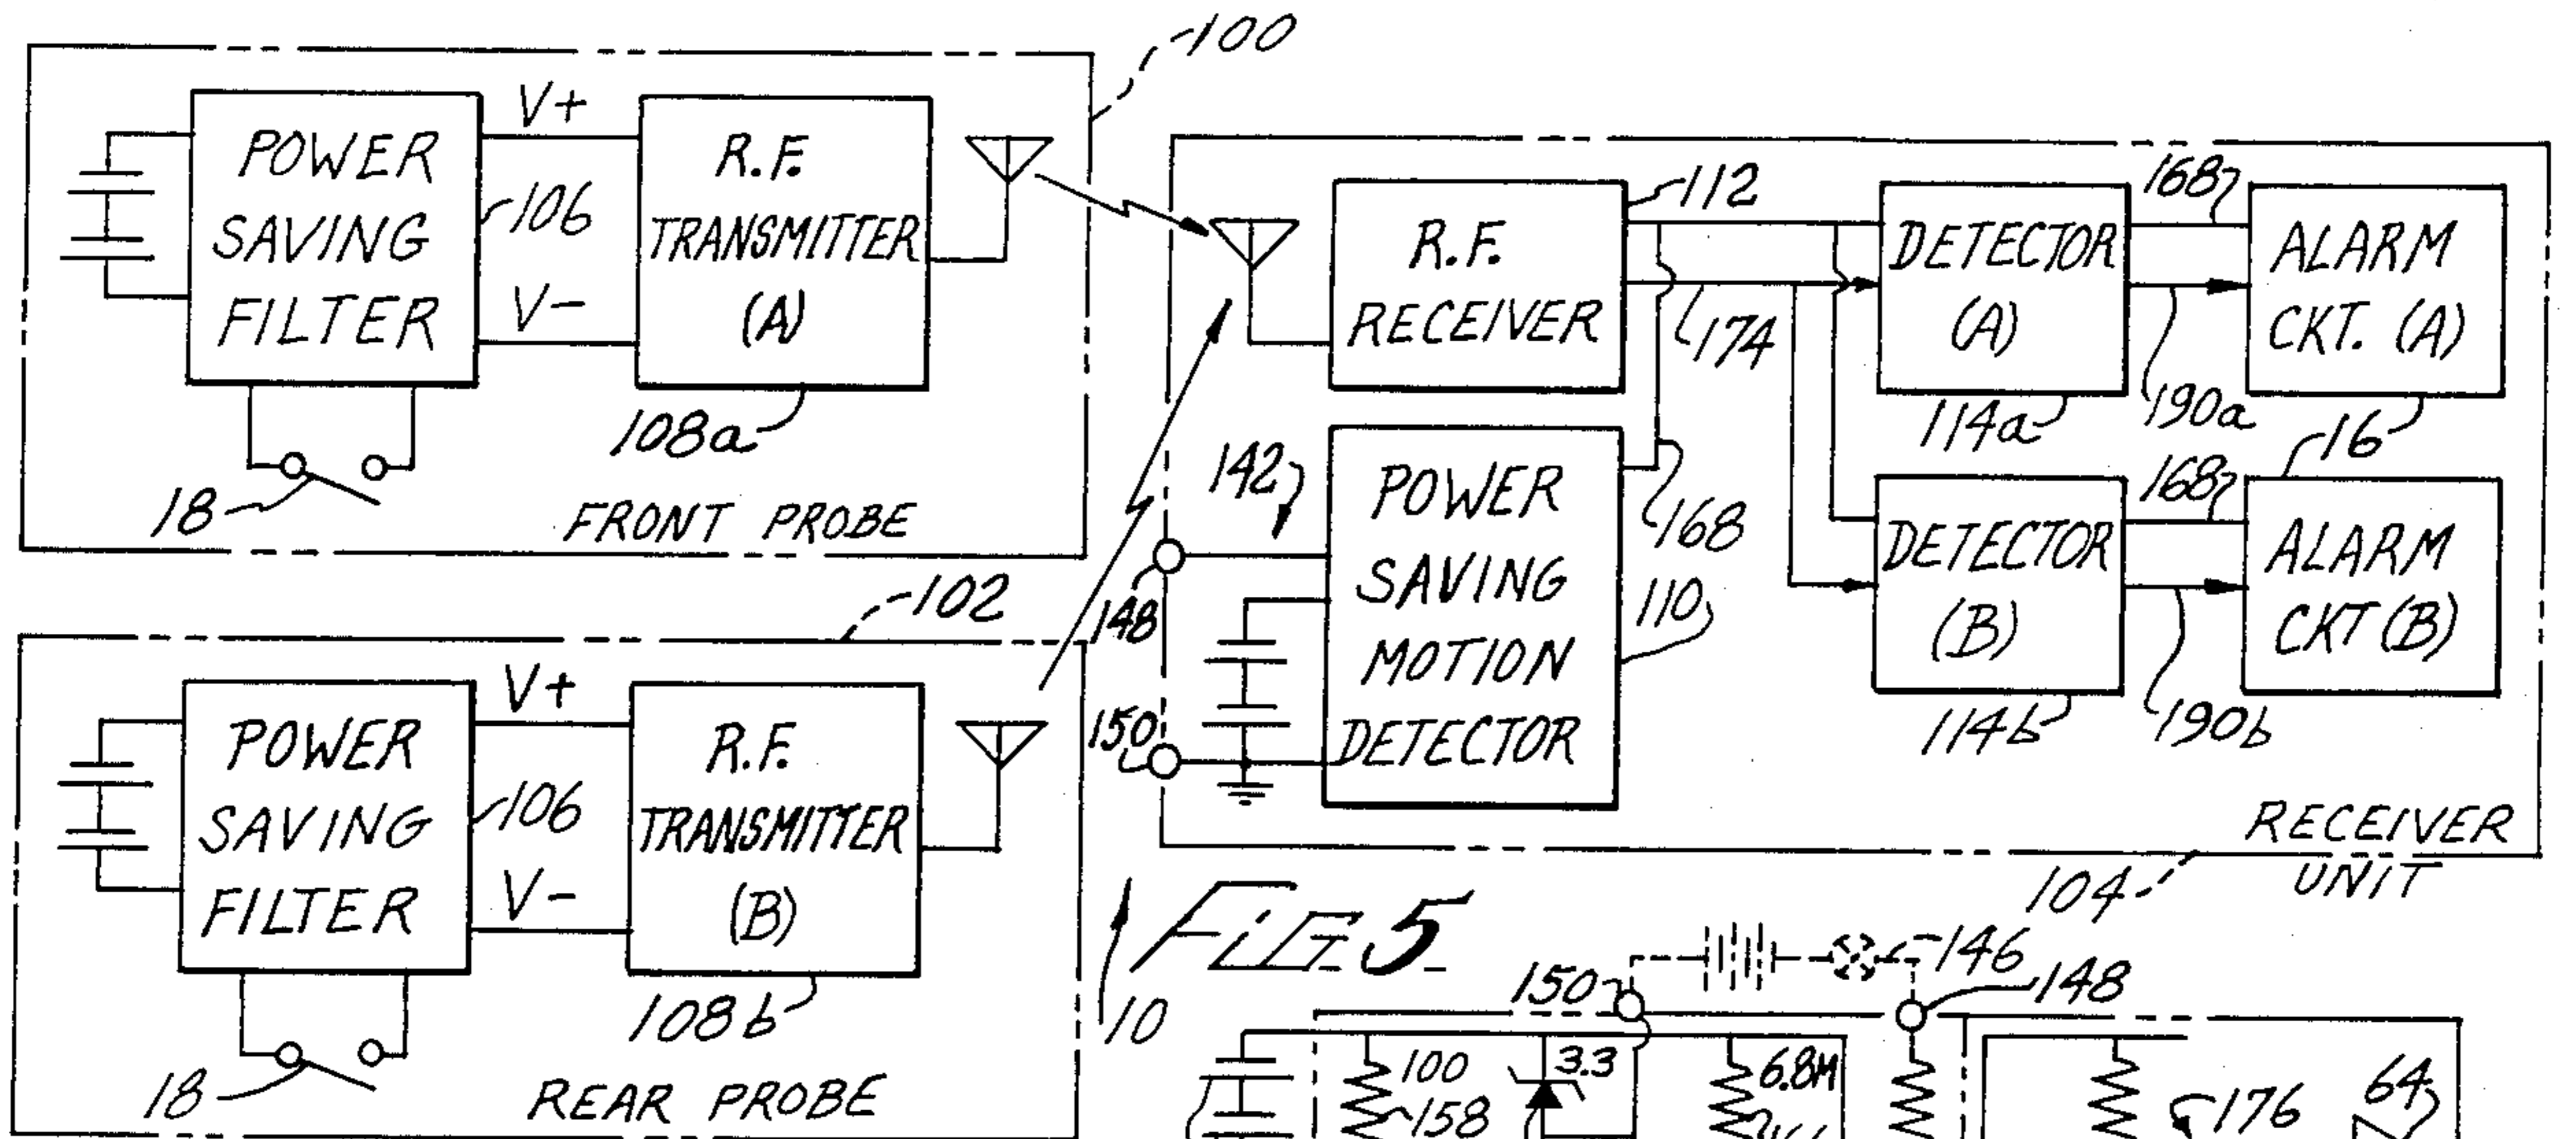 100
V+
POWER
SAVING
FILTER
106
V-
R.F.
TRANSMITTER
(A)
108a
18
FRONT PROBE
102
V+
POWER
SAVING
FILTER
106
V-
R.F.
TRANSMITTER
(B)
108b
18
REAR PROBE
112
R.F.
RECEIVER
174
DETECTOR
(A)
114a
168
190a
ALARM
CKT. (A)
16
142
POWER
SAVING
MOTION
DETECTOR
168
110
148
150
DETECTOR
(B)
114b
168
190b
ALARM
CKT (B)
RECEIVER
UNIT
104
10
FIG 5
150
146
148
100
158
3.3
6.8M
176
64